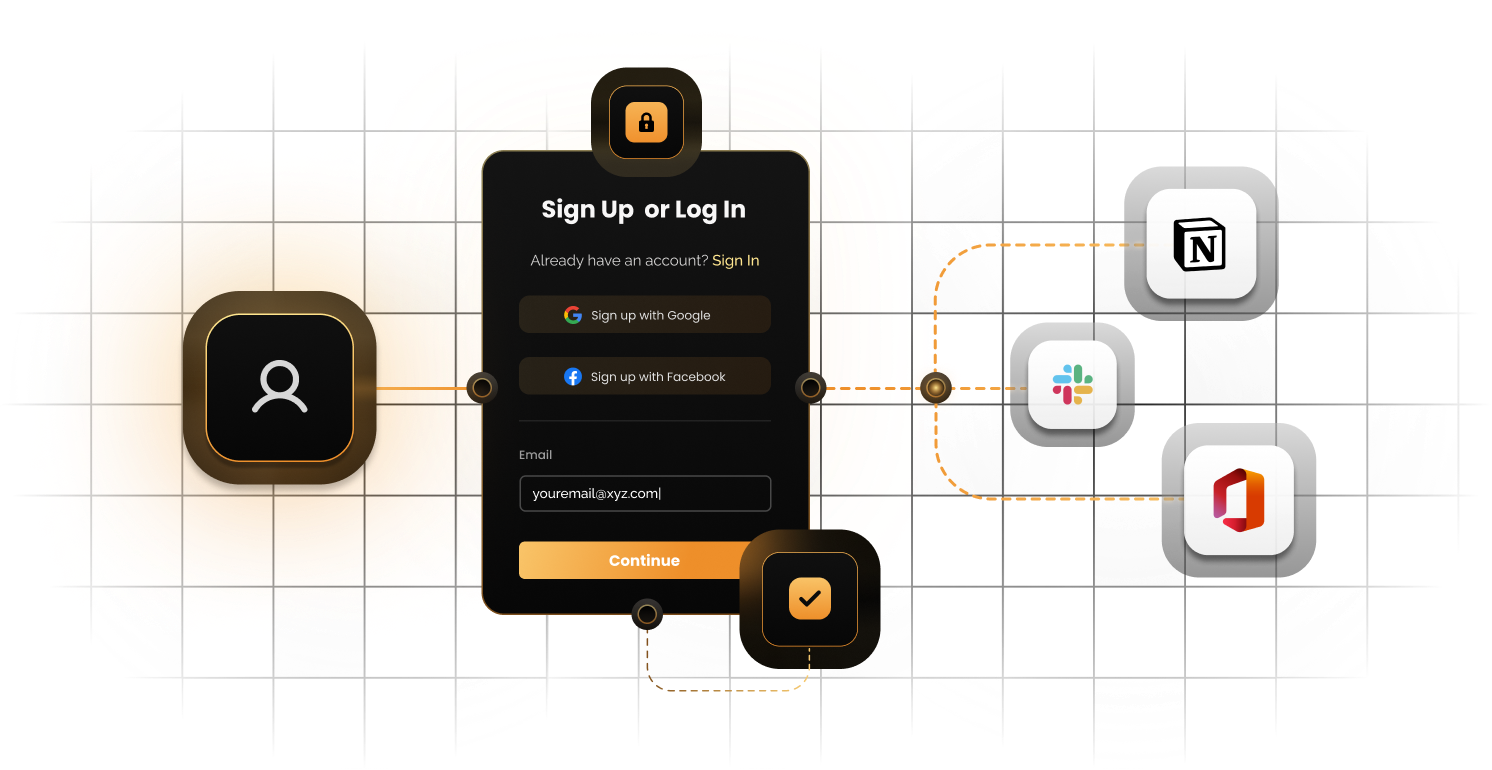 Sign Up or Log In
Already have an account? Sign In
Sign up with Google
Sign up with Facebook
Email
youremail@xyz.com|
Continue
N